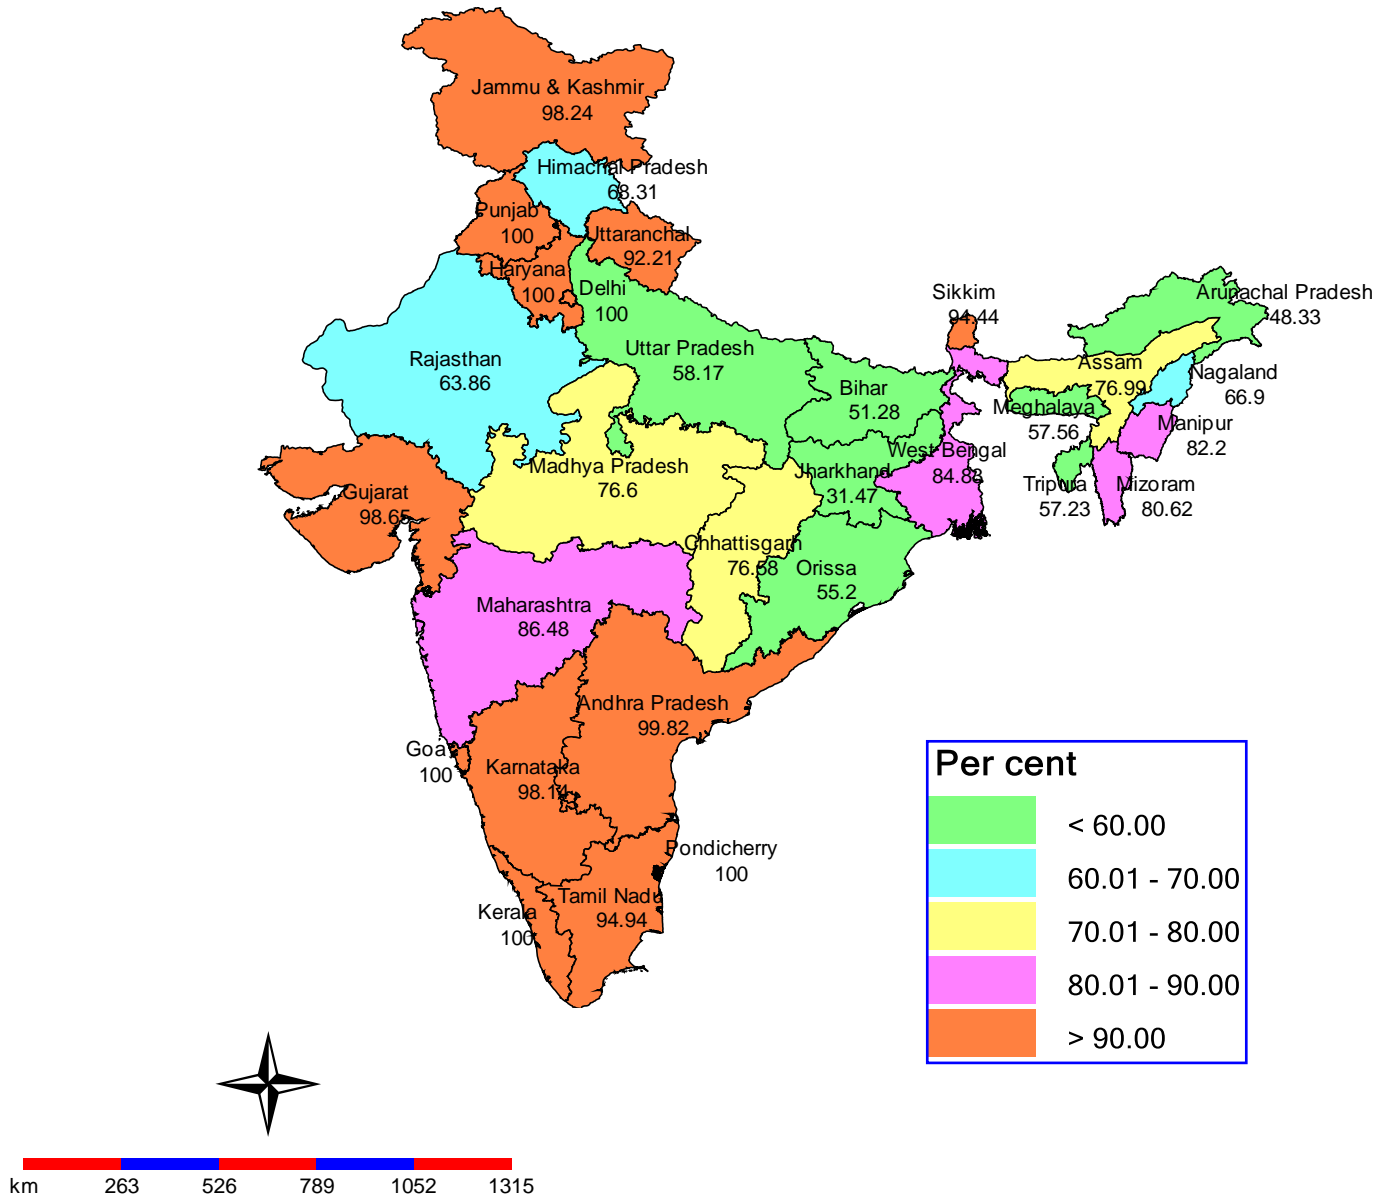 Jammu & Kashmir
98.24
Himachal Pradesh
68.31
Punjab
100
Uttaranchal
92.21
Haryana
100
Delhi
100
Sikkim
94.44
Arunachal Pradesh
48.33
Rajasthan
63.86
Uttar Pradesh
58.17
Bihar
51.28
Assam
76.99
Nagaland
66.9
Meghalaya
57.56
Manipur
82.2
West Bengal
84.88
Jharkhand
31.47
Madhya Pradesh
76.6
Gujarat
98.65
Tripura
57.23
Mizoram
80.62
Chhattisgarh
76.58
Orissa
55.2
Maharashtra
86.48
Andhra Pradesh
99.82
Goa
100
Karnataka
98.14
Pondicherry
100
Tamil Nadu
94.94
Kerala
100
Per cent
< 60.00
60.01 - 70.00
70.01 - 80.00
80.01 - 90.00
> 90.00
km 263 526 789 1052 1315